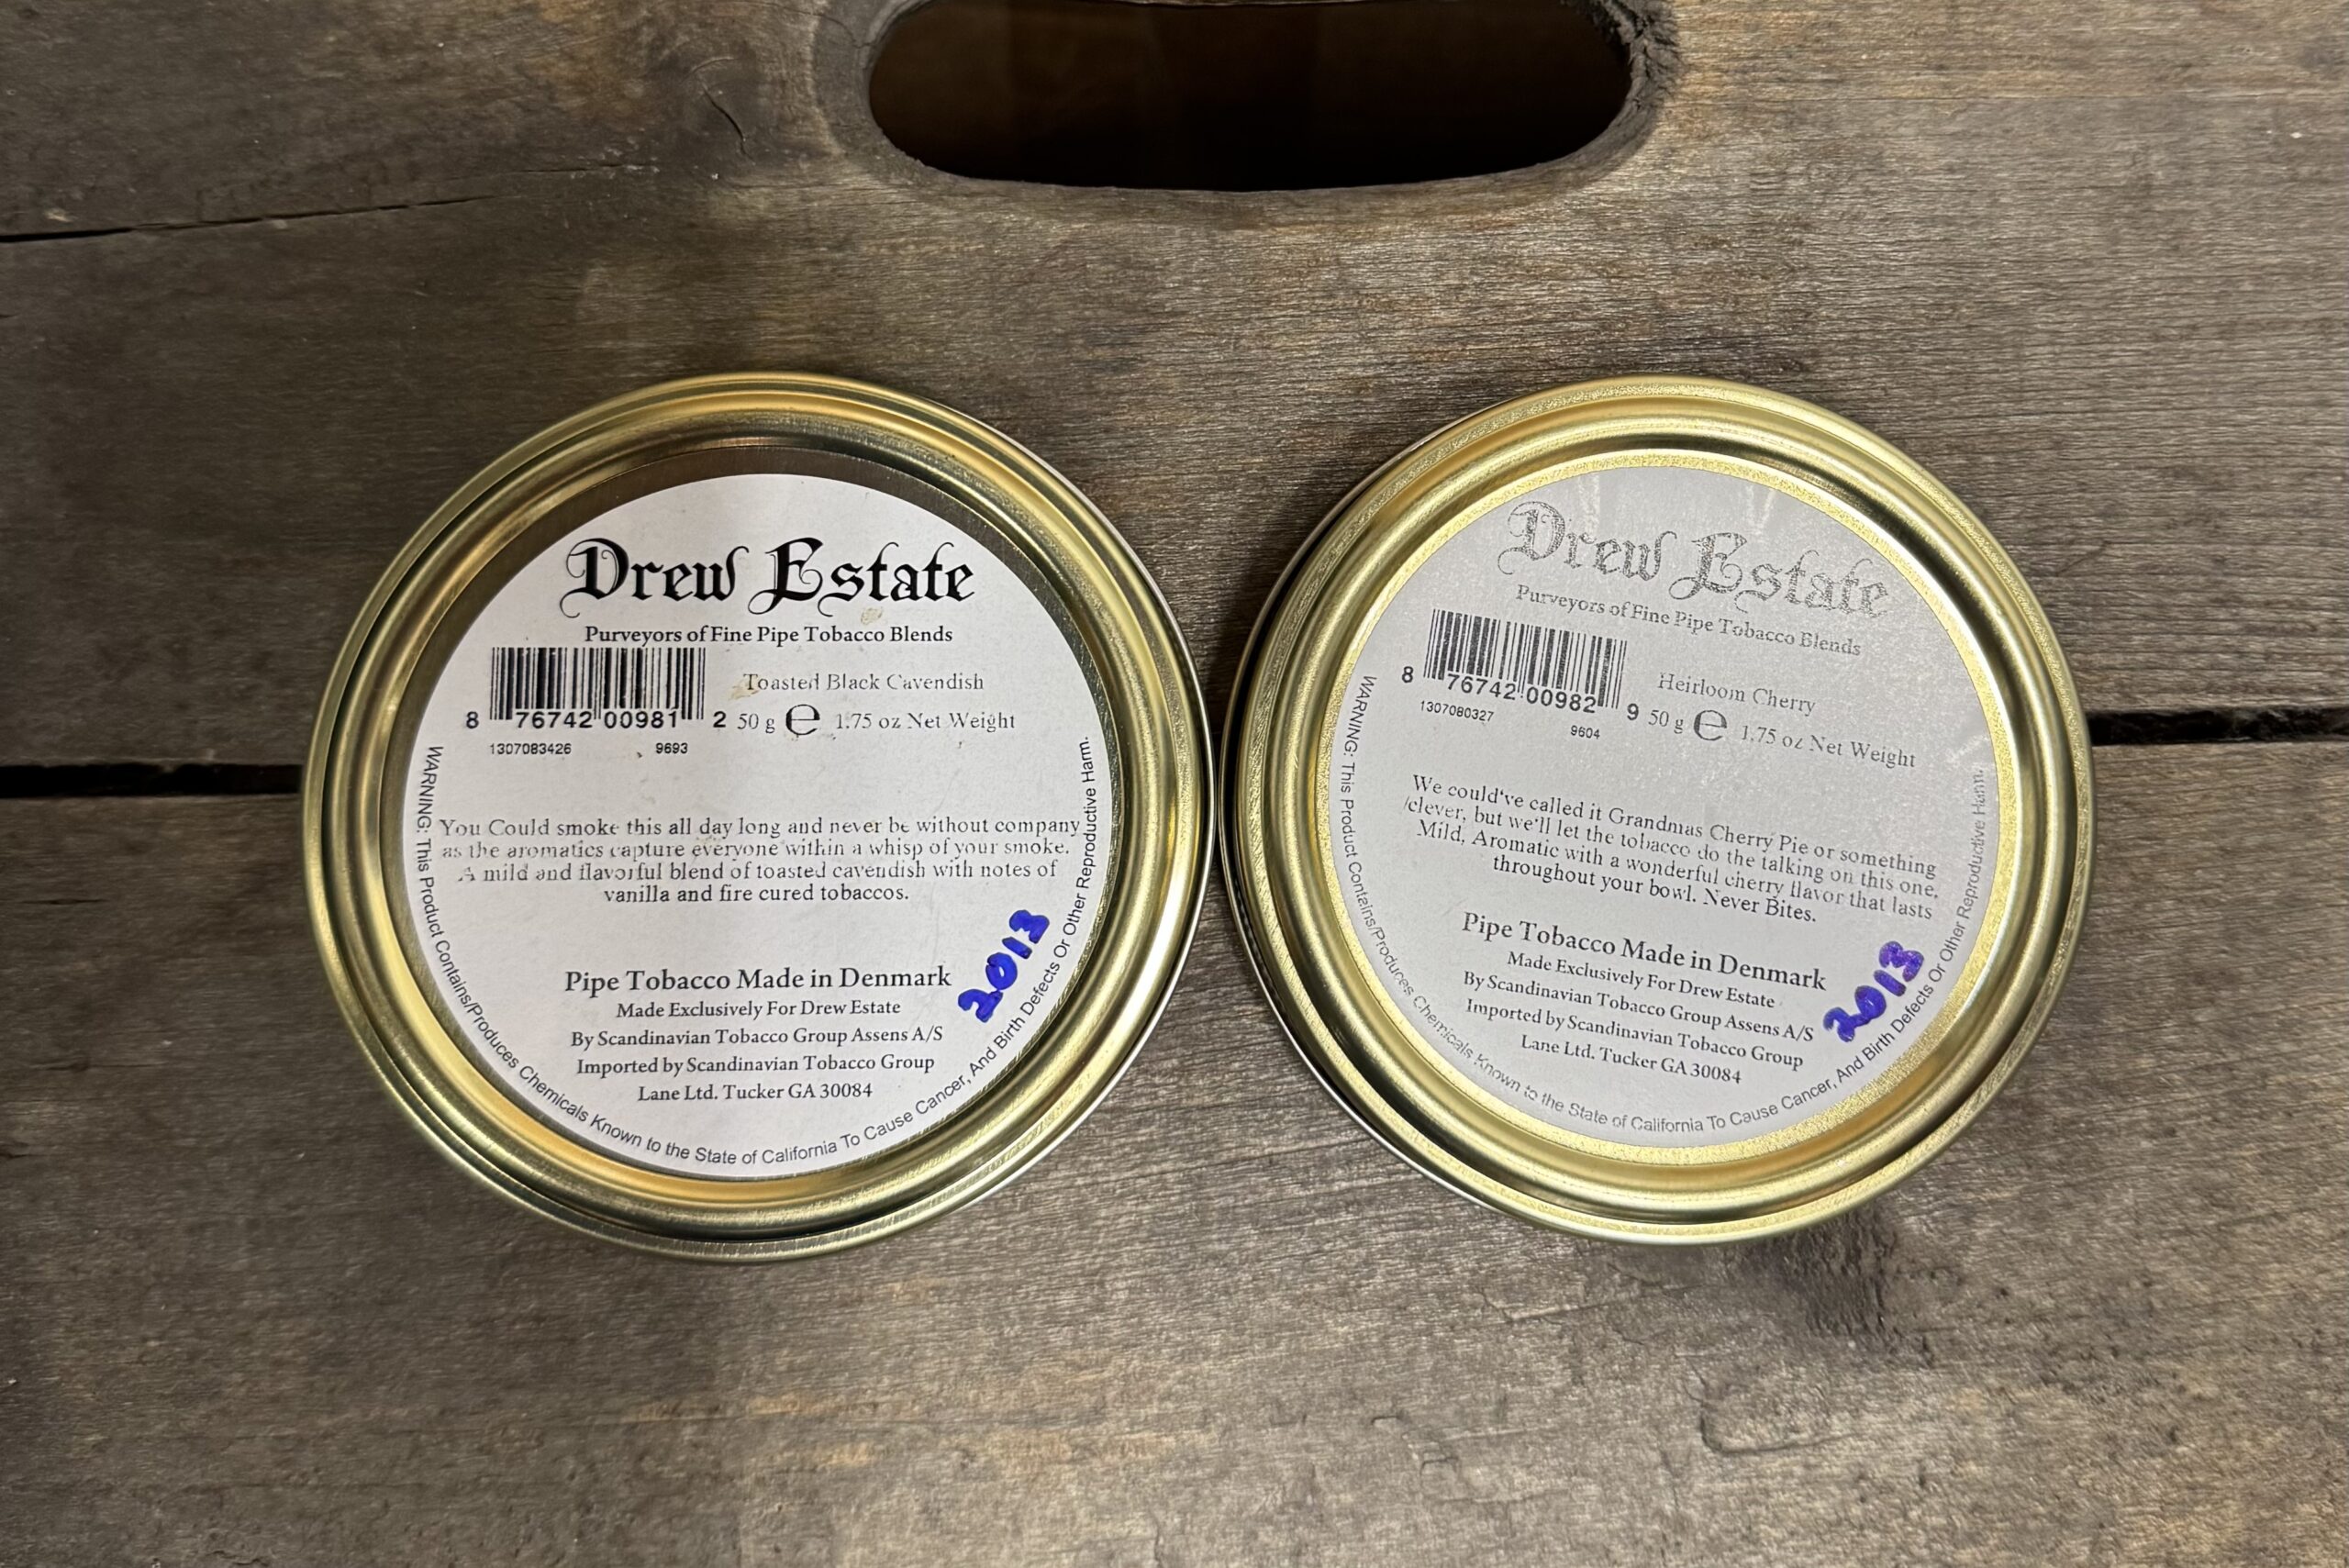 Drew Estate
Purveyors of Fine Pipe Tobacco Blends
Toasted Black Cavendish
8 76742 00981 2
50 g e 1.75 oz Net Weight
1307083426 9693
You Could smoke this all day long and never be without company
as the aromatics capture everyone within a whisp of your smoke.
A mild and flavorful blend of toasted cavendish with notes of
vanilla and fire cured tobaccos.
2013
Pipe Tobacco Made in Denmark
Made Exclusively For Drew Estate
By Scandinavian Tobacco Group Assens A/S
Imported by Scandinavian Tobacco Group
Lane Ltd. Tucker GA 30084
WARNING: This Product Contains/Produces Chemicals Known to the State of California To Cause Cancer, And Birth Defects Or Other Reproductive Harm.
Drew Estate
Purveyors of Fine Pipe Tobacco Blends
Heirloom Cherry
8 76742 00982 9
50 g e 1.75 oz Net Weight
1307080327 9604
We could've called it Grandmas Cherry Pie or something
/clever, but we'll let the tobacco do the talking on this one.
Mild, Aromatic with a wonderful cherry flavor that lasts
throughout your bowl. Never Bites.
2013
Pipe Tobacco Made in Denmark
Made Exclusively For Drew Estate
By Scandinavian Tobacco Group Assens A/S
Imported by Scandinavian Tobacco Group
Lane Ltd. Tucker GA 30084
WARNING: This Product Contains/Produces Chemicals Known to the State of California To Cause Cancer, And Birth Defects Or Other Reproductive Harm.